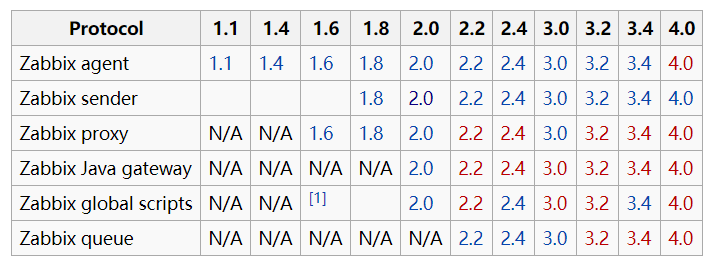 Protocol 1.1 1.4 1.6 1.8 2.0 2.2 2.4 3.0 3.2 3.4 4.0
Zabbix agent 1.1 1.4 1.6 1.8 2.0 2.2 2.4 3.0 3.2 3.4 4.0
Zabbix sender 1.8 2.0 2.2 2.4 3.0 3.2 3.4 4.0
Zabbix proxy N/A N/A 1.6 1.8 2.0 2.2 2.4 3.0 3.2 3.4 4.0
Zabbix Java gateway N/A N/A N/A N/A 2.0 2.2 2.4 3.0 3.2 3.4 4.0
Zabbix global scripts N/A N/A [1] 2.0 2.2 2.4 3.0 3.2 3.4 4.0
Zabbix queue N/A N/A N/A N/A N/A 2.2 2.4 3.0 3.2 3.4 4.0